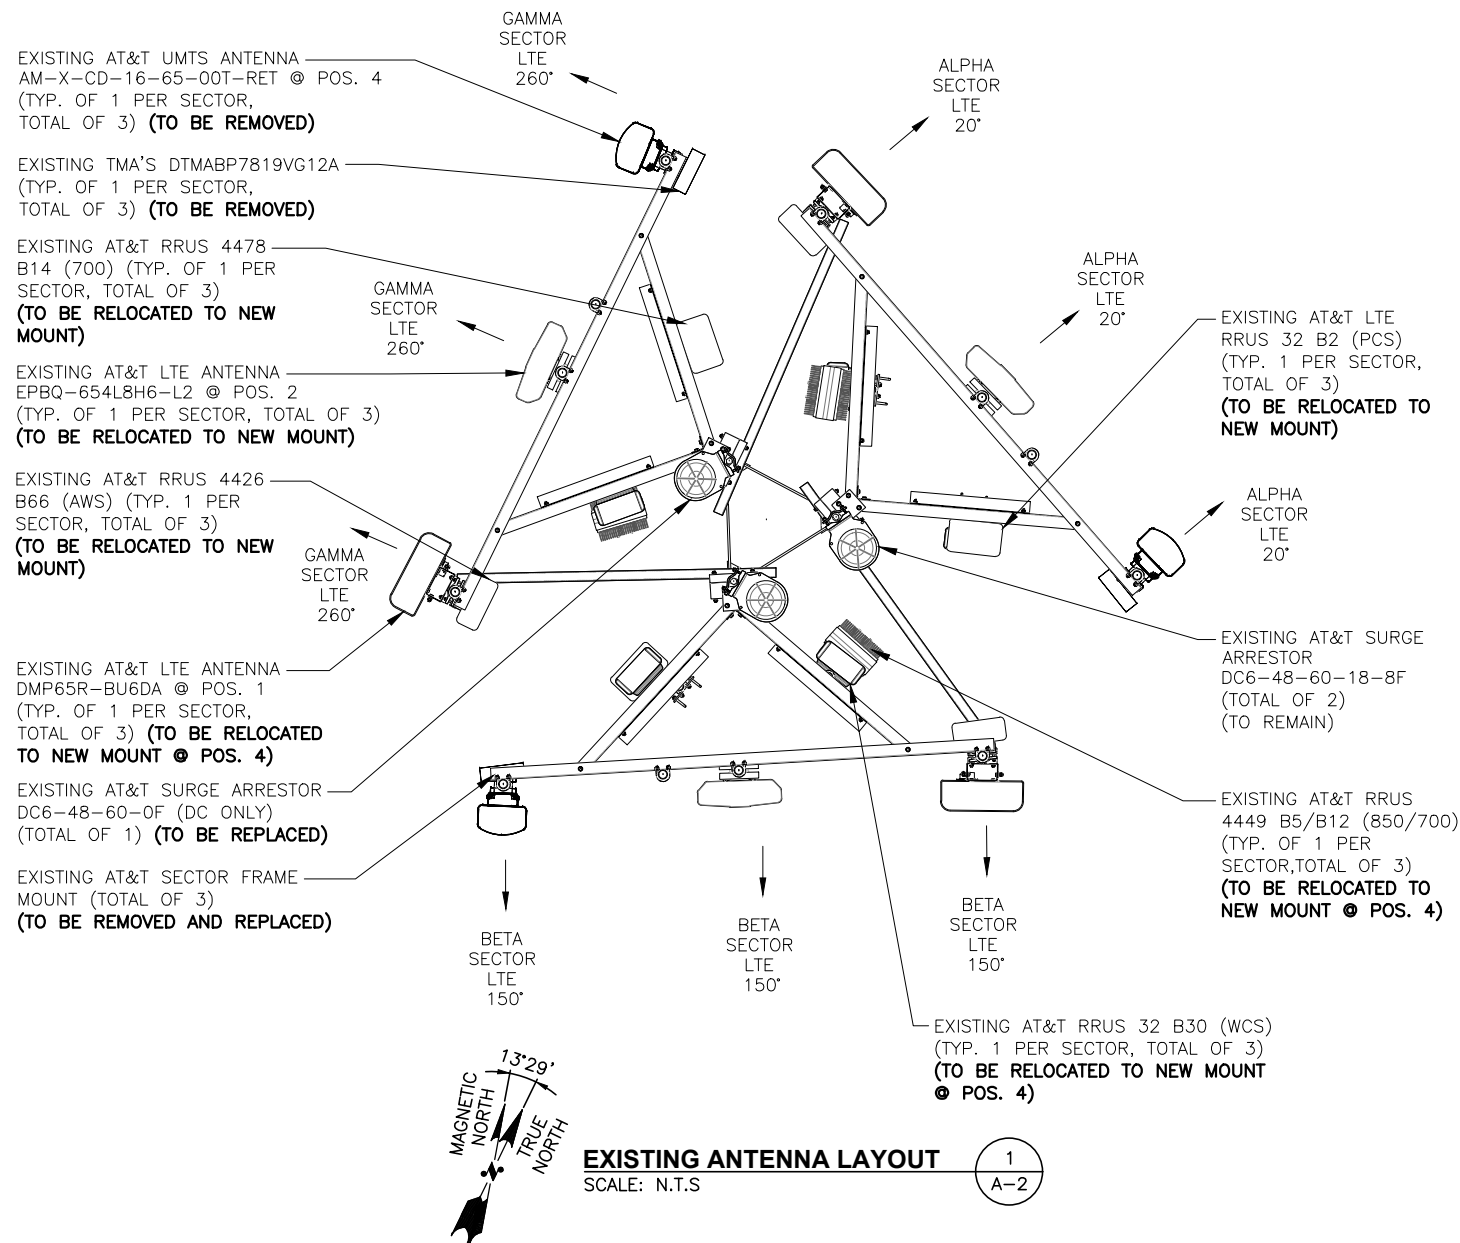 EXISTING AT&T UMTS ANTENNA
AM-X-CD-16-65-00T-RET @ POS. 4
(TYP. OF 1 PER SECTOR,
TOTAL OF 3) (TO BE REMOVED)
EXISTING TMA'S DTMABP7819VG12A
(TYP. OF 1 PER SECTOR,
TOTAL OF 3) (TO BE REMOVED)
EXISTING AT&T RRUS 4478
B14 (700) (TYP. OF 1 PER
SECTOR, TOTAL OF 3)
(TO BE RELOCATED TO NEW
MOUNT)
EXISTING AT&T LTE ANTENNA
EPBQ-654L8H6-L2 @ POS. 2
(TYP. OF 1 PER SECTOR, TOTAL OF 3)
(TO BE RELOCATED TO NEW MOUNT)
EXISTING AT&T RRUS 4426
B66 (AWS) (TYP. 1 PER
SECTOR, TOTAL OF 3)
(TO BE RELOCATED TO NEW
MOUNT)
EXISTING AT&T LTE ANTENNA
DMP65R-BU6DA @ POS. 1
(TYP. OF 1 PER SECTOR,
TOTAL OF 3) (TO BE RELOCATED
TO NEW MOUNT @ POS. 4)
EXISTING AT&T SURGE ARRESTOR
DC6-48-60-0F (DC ONLY)
(TOTAL OF 1) (TO BE REPLACED)
EXISTING AT&T SECTOR FRAME
MOUNT (TOTAL OF 3)
(TO BE REMOVED AND REPLACED)
GAMMA
SECTOR
LTE
260°
GAMMA
SECTOR
LTE
260°
GAMMA
SECTOR
LTE
260°
ALPHA
SECTOR
LTE
20°
ALPHA
SECTOR
LTE
20°
ALPHA
SECTOR
LTE
20°
EXISTING AT&T LTE
RRUS 32 B2 (PCS)
(TYP. 1 PER SECTOR,
TOTAL OF 3)
(TO BE RELOCATED TO
NEW MOUNT)
EXISTING AT&T SURGE
ARRESTOR
DC6-48-60-18-8F
(TOTAL OF 2)
(TO REMAIN)
EXISTING AT&T RRUS
4449 B5/B12 (850/700)
(TYP. OF 1 PER
SECTOR,TOTAL OF 3)
(TO BE RELOCATED TO
NEW MOUNT @ POS. 4)
BETA
SECTOR
LTE
150°
BETA
SECTOR
LTE
150°
BETA
SECTOR
LTE
150°
EXISTING AT&T RRUS 32 B30 (WCS)
(TYP. 1 PER SECTOR, TOTAL OF 3)
(TO BE RELOCATED TO NEW MOUNT
@ POS. 4)
13°29'
MAGNETIC
NORTH
TRUE
NORTH
N
EXISTING ANTENNA LAYOUT
SCALE: N.T.S
1
A-2